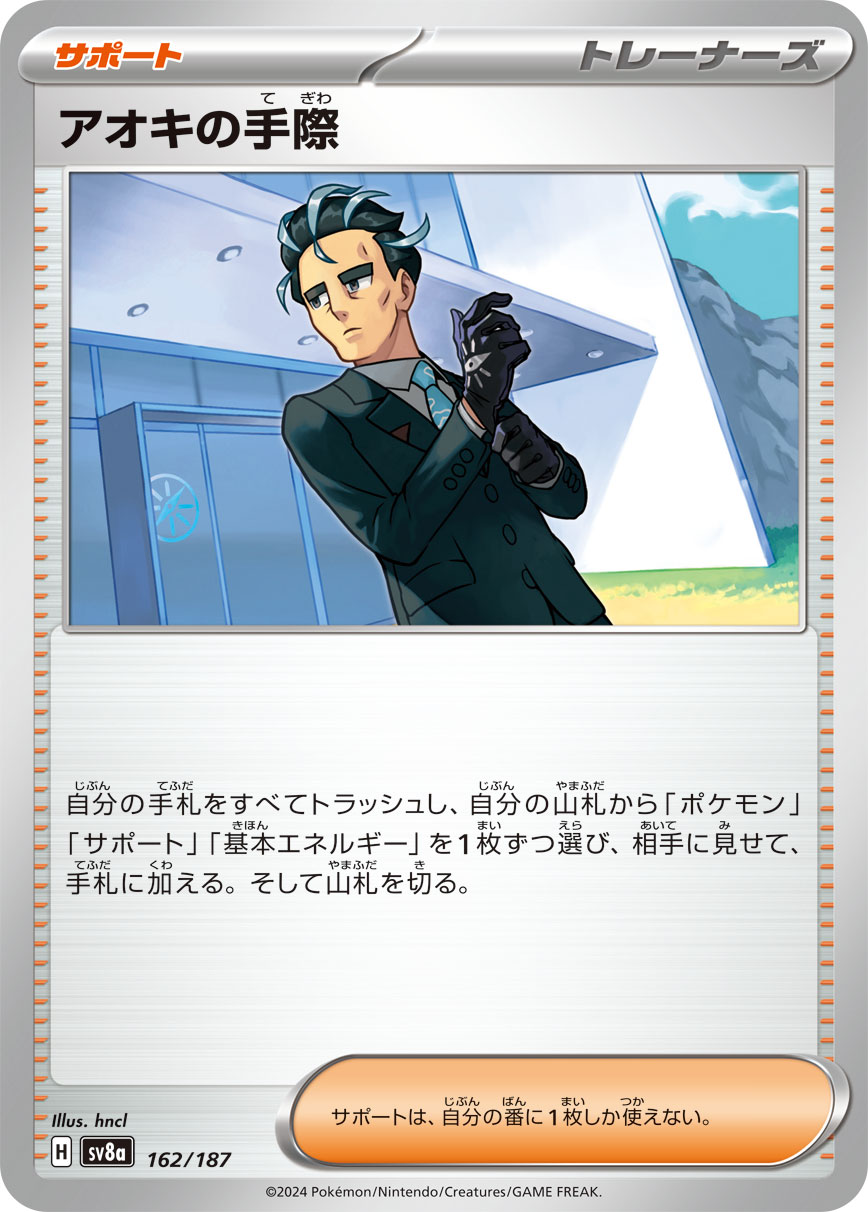 サポート
トレーナーズ
て ぎわ
アオキの手際
じぶん てふだ じぶん やまふだ
自分の手札をすべてトラッシュし、自分の山札から「ポケモン」
きほん まい えら あいて み
「サポート」「基本エネルギー」を1枚ずつ選び、相手に見せて、
てふだ くわ やまふだ き
手札に加える。そして山札を切る。
じぶん ばん まい つか
サポートは、自分の番に1枚しか使えない。
Illus. hncl
H sv8a 162/187
©2024 Pokémon/Nintendo/Creatures/GAME FREAK.